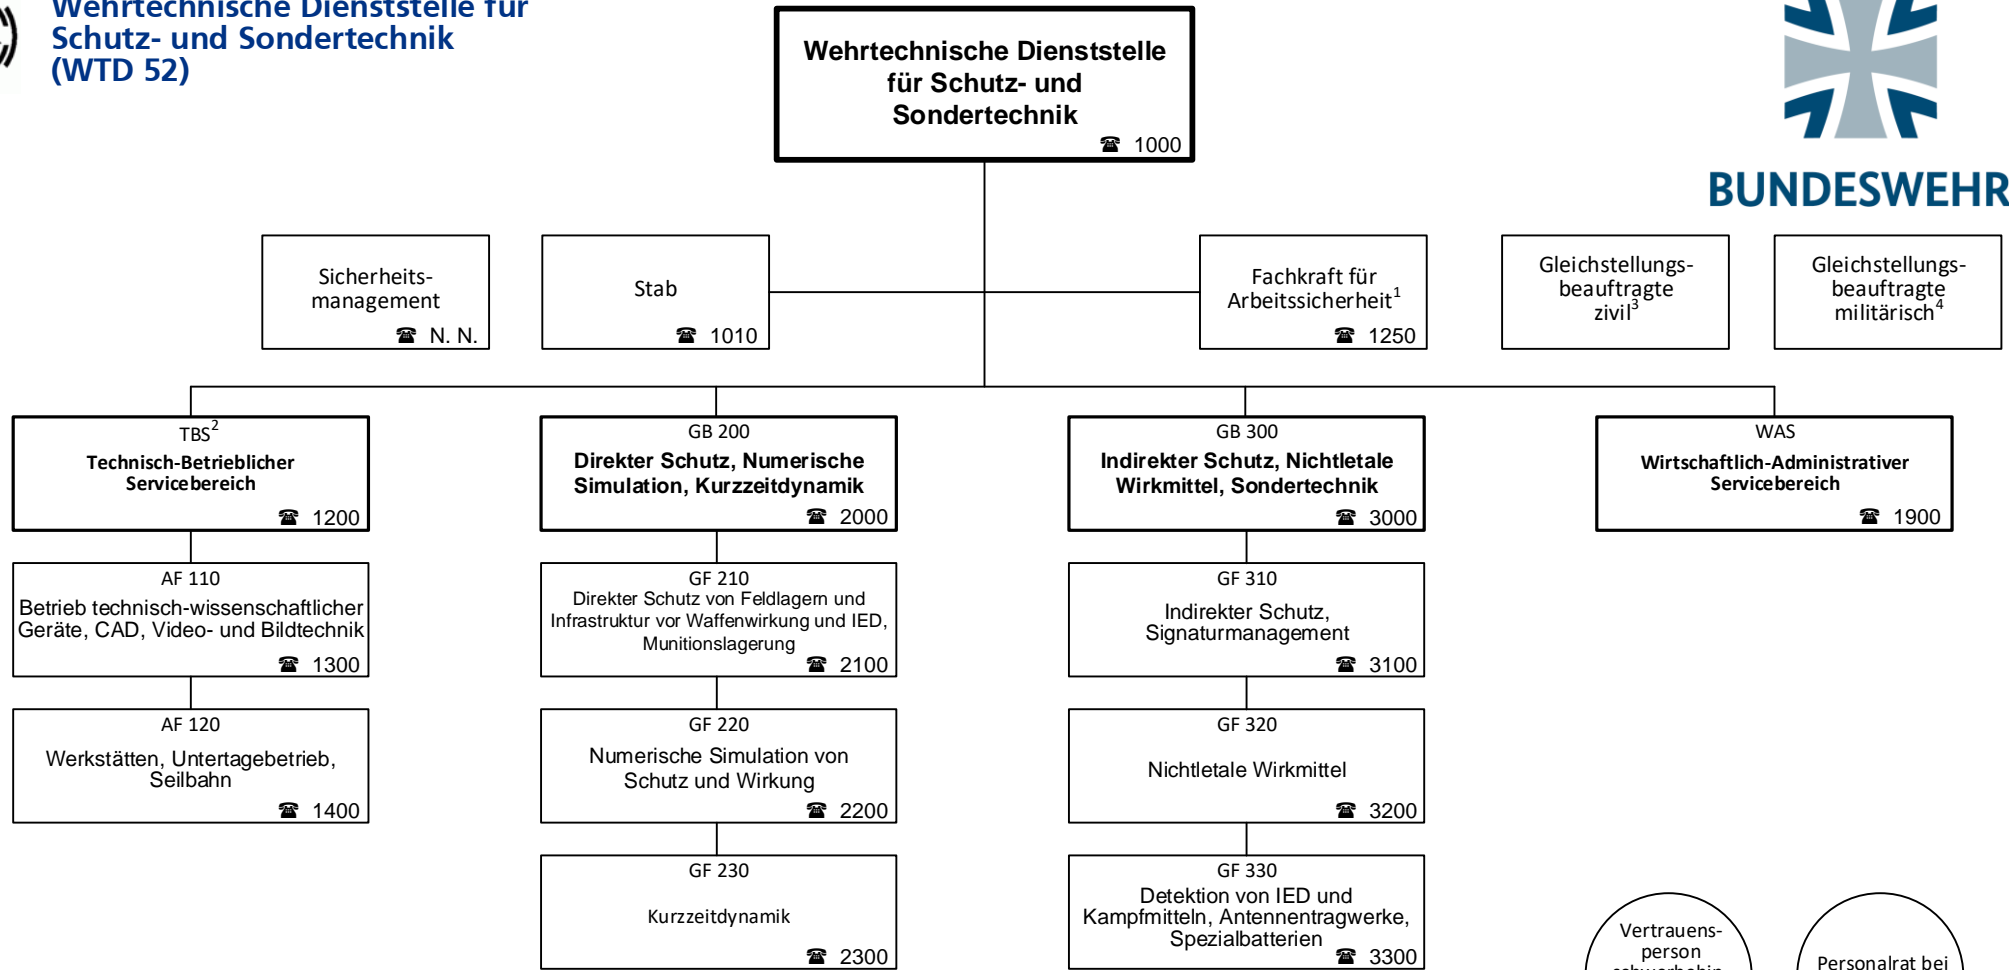 Wehrtechnische Dienststelle für
Schutz- und Sondertechnik
(WTD 52)
Wehrtechnische Dienststelle
für Schutz- und
Sondertechnik
☎ 1000
BUNDESWEHR
Sicherheits-
management
☎ N. N.
Stab
☎ 1010
Fachkraft für
Arbeitssicherheit¹
☎ 1250
Gleichstellungs-
beauftragte
zivil³
Gleichstellungs-
beauftragte
militärisch⁴
TBS²
Technisch-Betrieblicher
Servicebereich
☎ 1200
GB 200
Direkter Schutz, Numerische
Simulation, Kurzzeitdynamik
☎ 2000
GB 300
Indirekter Schutz, Nichtletale
Wirkmittel, Sondertechnik
☎ 3000
WAS
Wirtschaftlich-Administrativer
Servicebereich
☎ 1900
AF 110
Betrieb technisch-wissenschaftlicher
Geräte, CAD, Video- und Bildtechnik
☎ 1300
GF 210
Direkter Schutz von Feldlagern und
Infrastruktur vor Waffenwirkung und IED,
Munitionslagerung
☎ 2100
GF 310
Indirekter Schutz,
Signaturmanagement
☎ 3100
AF 120
Werkstätten, Untertagebetrieb,
Seilbahn
☎ 1400
GF 220
Numerische Simulation von
Schutz und Wirkung
☎ 2200
GF 320
Nichtletale Wirkmittel
☎ 3200
GF 230
Kurzzeitdynamik
☎ 2300
GF 330
Detektion von IED und
Kampfmitteln, Antennentragwerke,
Spezialbatterien
☎ 3300
Vertrauens-
person
Personalrat bei